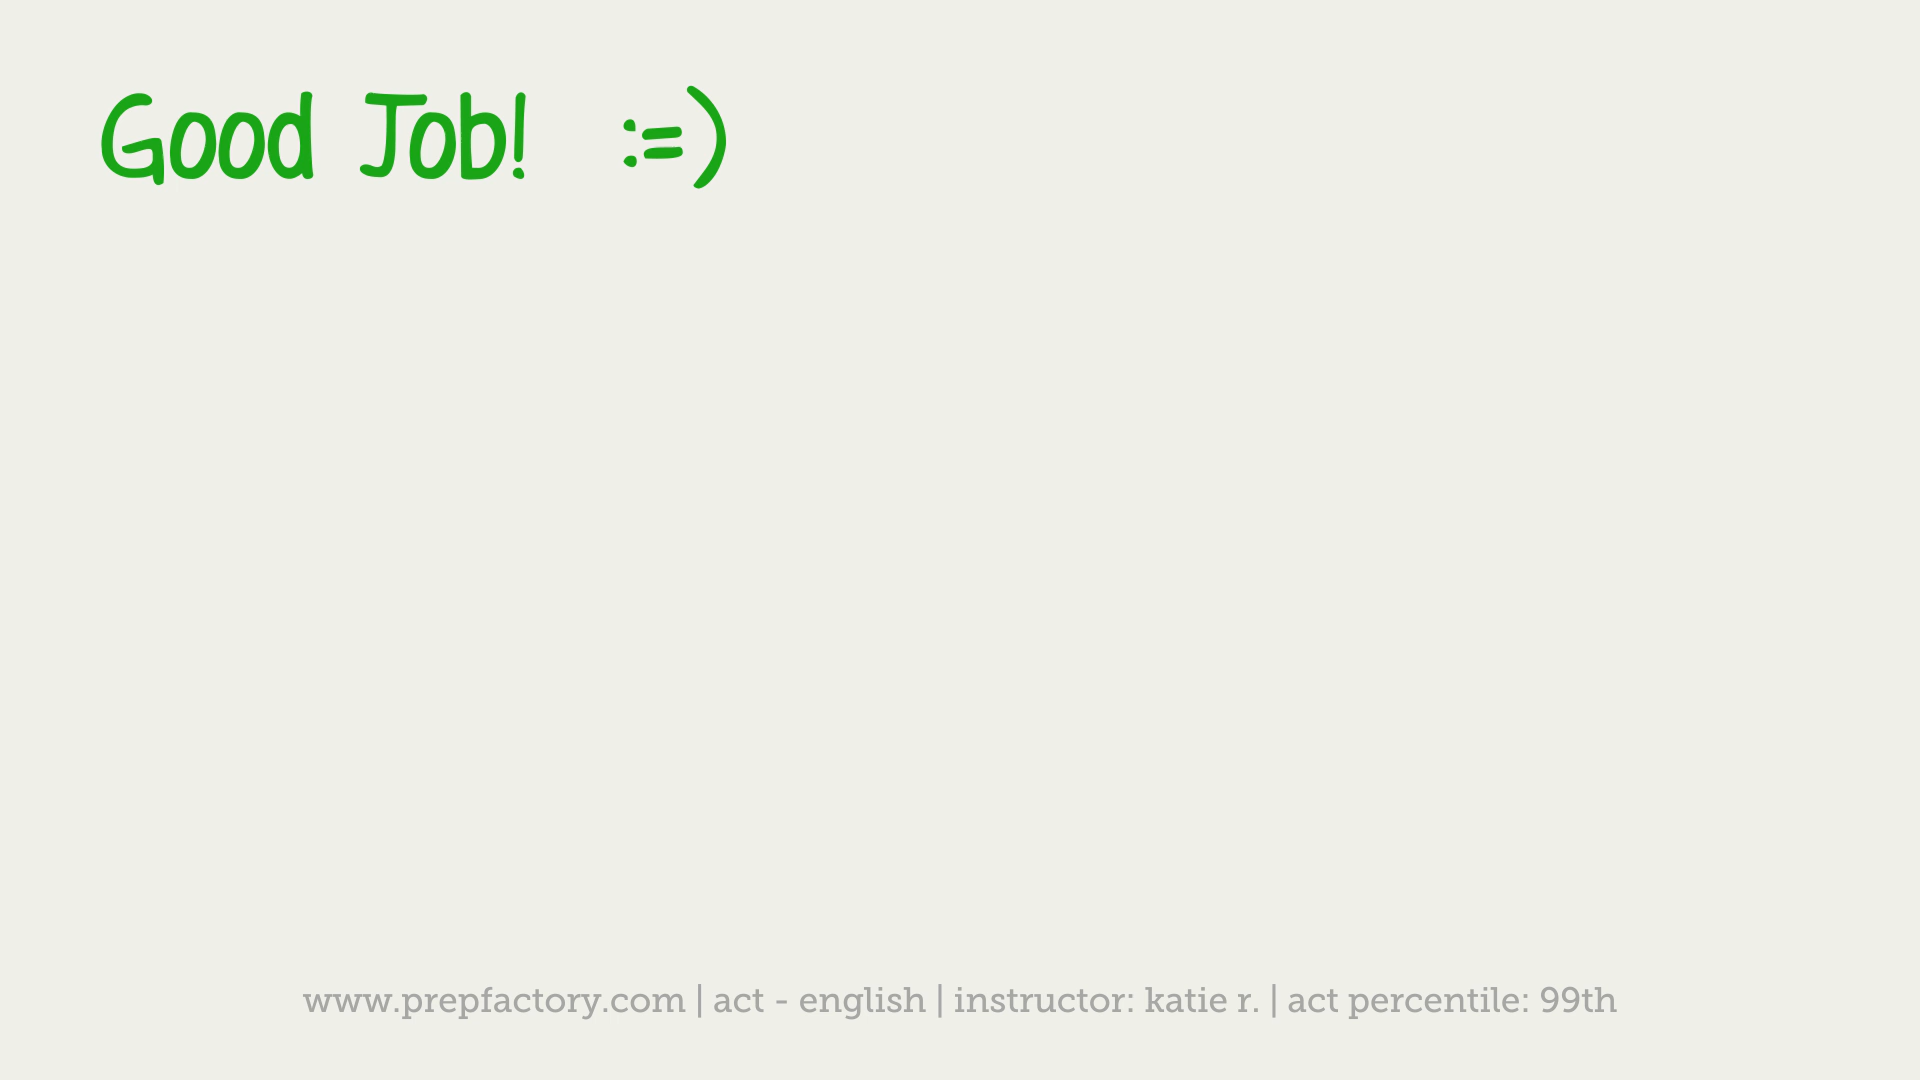 Good Job! :=)
www.prepfactory.com | act - english | instructor: katie r. | act percentile: 99th